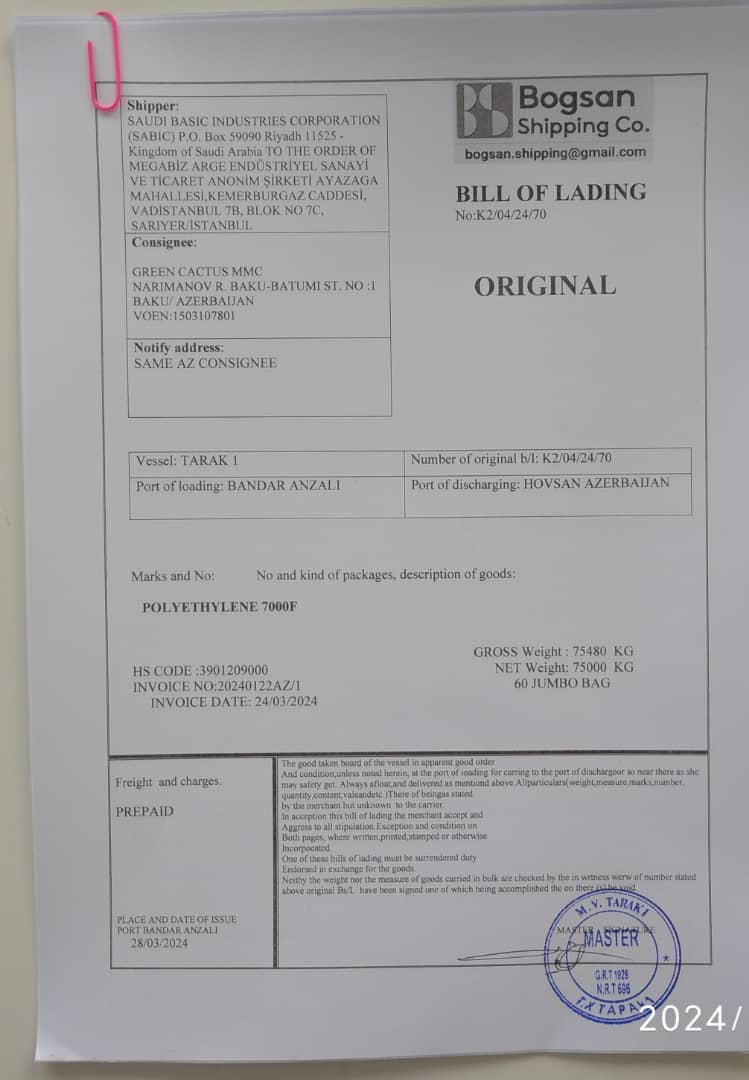 Shipper:
SAUDI BASIC INDUSTRIES CORPORATION
(SABIC) P.O. Box 59090 Riyadh 11525 -
Kingdom of Saudi Arabia TO THE ORDER OF
MEGABİZ ARGE ENDÜSTRİYEL SANAYİ
VE TİCARET ANONİM ŞİRKETİ AYAZAGA
MAHALLESİ,KEMERBURGAZ CADDESİ,
VADİSTANBUL 7B, BLOK NO 7C,
SARIYER/İSTANBUL
Consignee:
GREEN CACTUS MMC
NARIMANOV R. BAKU-BATUMI ST. NO :1
BAKU/ AZERBAIJAN
VOEN:1503107801
Notify address:
SAME AZ CONSIGNEE
Bogsan
Shipping Co.
bogsan.shipping@gmail.com
BILL OF LADING
No:K2/04/24/70
ORIGINAL
Vessel: TARAK 1
Number of original b/l: K2/04/24/70
Port of loading: BANDAR ANZALI
Port of discharging: HOVSAN AZERBAIJAN
Marks and No: No and kind of packages, description of goods:
POLYETHYLENE 7000F
GROSS Weight : 75480 KG
NET Weight: 75000 KG
60 JUMBO BAG
HS CODE :3901209000
INVOICE NO:20240122AZ/1
INVOICE DATE: 24/03/2024
Freight and charges.
PREPAID
PLACE AND DATE OF ISSUE
PORT BANDAR ANZALI
28/03/2024
The good taken board of the vessel in apparent good order
And condition,unless noted herein, at the port of loading for carring to the port of dischargeor so near there as she
may safety get. Always afloat,and delivered as mentioned above.Allparticulars(weight,measure,marks,number,
quantity,content,valeandetc.)There of beingas stated
by the merchant but unknown to the carrier.
In acception this bill of lading the merchant accept and
Aggress to all stipulation Exception and condition on
Both pages, where written,printed,stamped or otherwise
Incorpocated.
One of these bills of lading must be surrendered duty
Endorsed in exchange for the goods.
Neithy the weight nor the measure of goods carried in bulk are checked by the in wetness werw of number stated
above original Bs/L have been signed one of which being accomplished the on there (s) be void.
MASTER SIGNATURE
M.V. TARAK1
MASTER
G.R.T 1928
N.R.T 696
Т.Х ТАРАК1
2024/